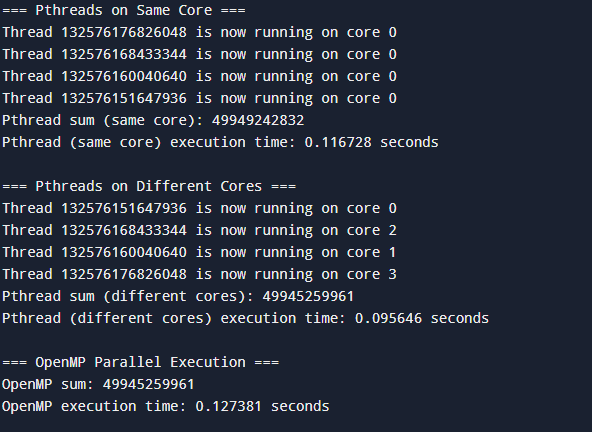 === Pthreads on Same Core ===
Thread 132576176826048 is now running on core 0
Thread 132576168433344 is now running on core 0
Thread 132576160040640 is now running on core 0
Thread 132576151647936 is now running on core 0
Pthread sum (same core): 49949242832
Pthread (same core) execution time: 0.116728 seconds
=== Pthreads on Different Cores ===
Thread 132576151647936 is now running on core 0
Thread 132576168433344 is now running on core 2
Thread 132576160040640 is now running on core 1
Thread 132576176826048 is now running on core 3
Pthread sum (different cores): 49945259961
Pthread (different cores) execution time: 0.095646 seconds
=== OpenMP Parallel Execution ===
OpenMP sum: 49945259961
OpenMP execution time: 0.127381 seconds